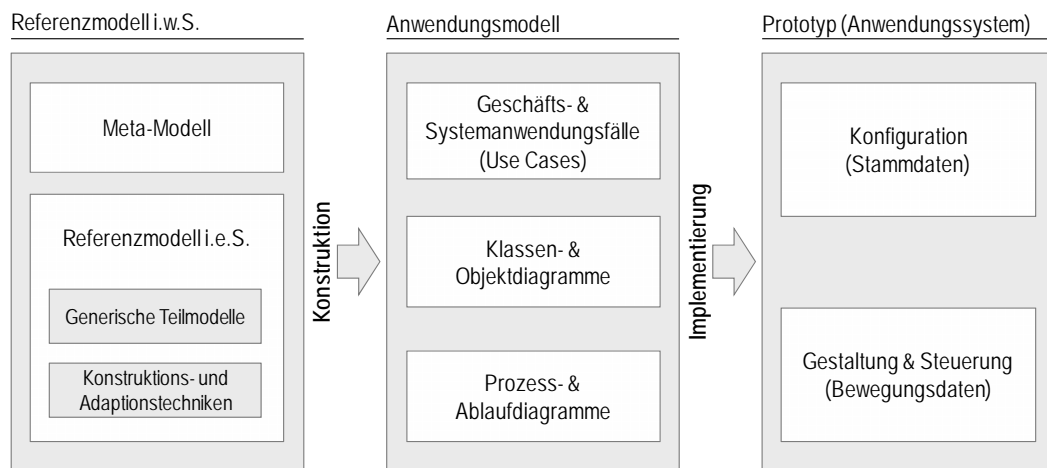 Referenzmodell i.w.S.
Meta-Modell
Referenzmodell i.e.S.
Generische Teilmodelle
Konstruktions- und
Adaptionstechniken
Konstruktion
Anwendungsmodell
Geschäfts- &
Systemanwendungsfälle
(Use Cases)
Klassen- &
Objektdiagramme
Prozess- &
Ablaufdiagramme
Implementierung
Prototyp (Anwendungssystem)
Konfiguration
(Stammdaten)
Gestaltung & Steuerung
(Bewegungsdaten)